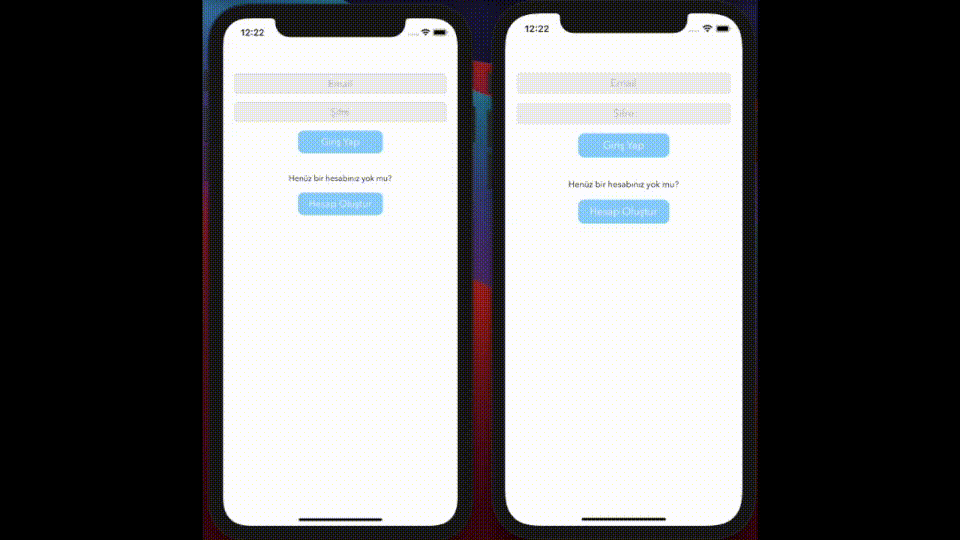 12:22
Email
Şifre
Giriş Yap
Henüz bir hesabınız yok mu?
Hesap Oluştur
12:22
Email
Şifre
Giriş Yap
Henüz bir hesabınız yok mu?
Hesap Oluştur